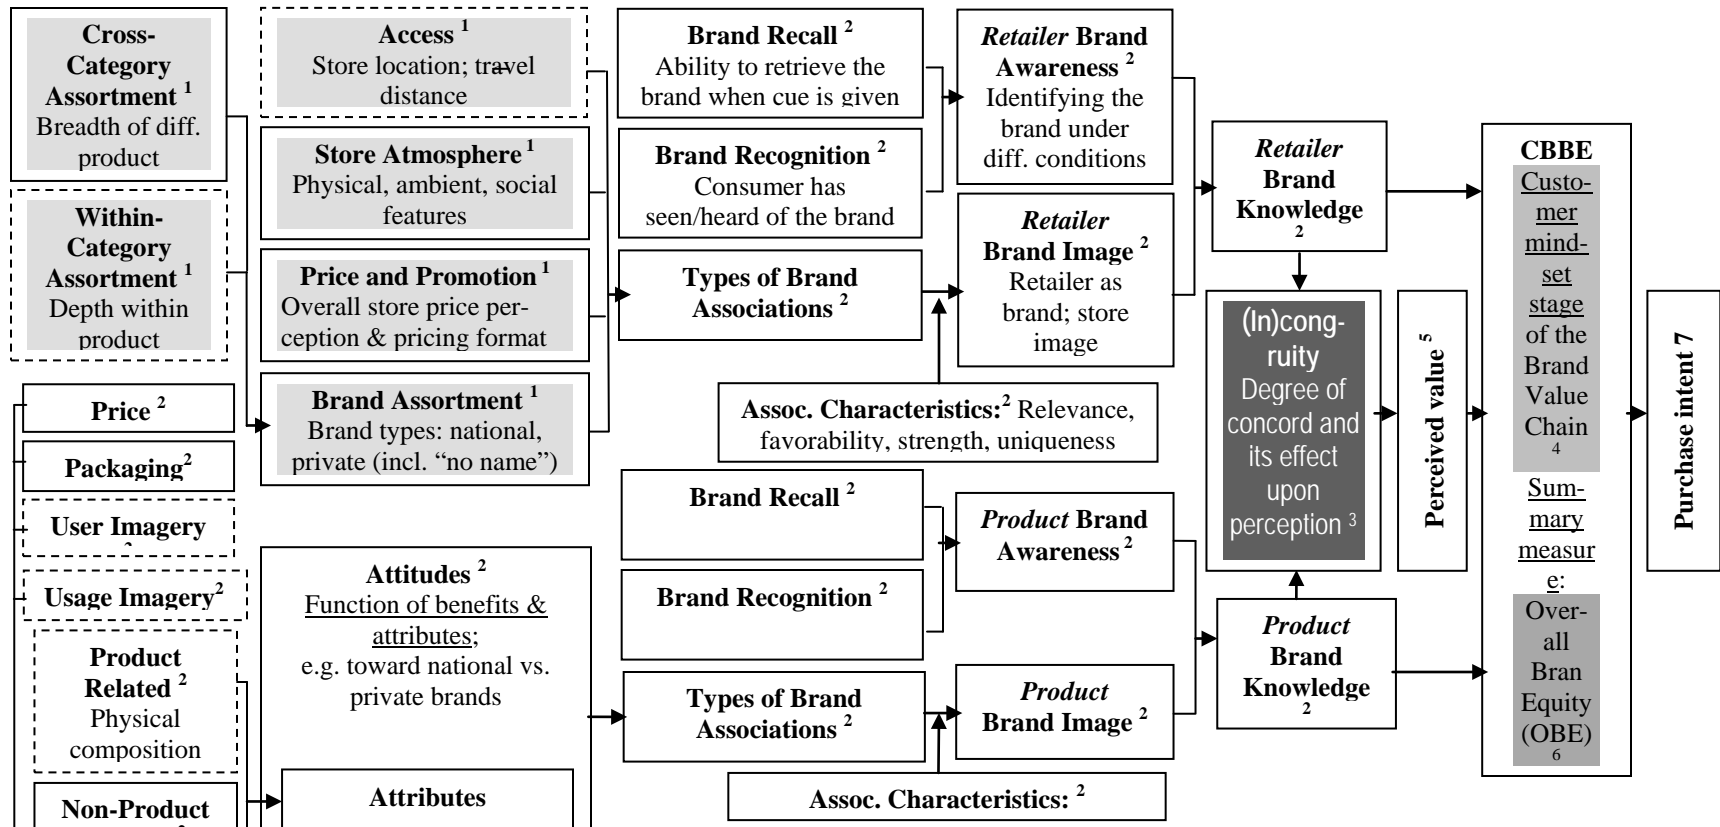 Cross-
Category
Assortment 1
Breadth of diff.
product
Within-
Category
Assortment 1
Depth within
product
Price 2
Packaging2
User Imagery
Usage Imagery2
Product
Related 2
Physical
composition
Non-Product
Access 1
Store location; travel
distance
Store Atmosphere 1
Physical, ambient, social
features
Price and Promotion 1
Overall store price per-
ception & pricing format
Brand Assortment 1
Brand types: national,
private (incl. “no name”)
Attitudes 2
Function of benefits &
attributes;
e.g. toward national vs.
private brands
Attributes
Brand Recall 2
Ability to retrieve the
brand when cue is given
Brand Recognition 2
Consumer has
seen/heard of the brand
Types of Brand
Associations 2
Assoc. Characteristics:2 Relevance,
favorability, strength, uniqueness
Brand Recall 2
Brand Recognition 2
Types of Brand
Associations 2
Assoc. Characteristics: 2
Retailer Brand
Awareness 2
Identifying the
brand under
diff. conditions
Retailer
Brand Image 2
Retailer as
brand; store
image
Product Brand
Awareness 2
Product
Brand Image 2
Retailer
Brand
Knowledge
2
(In)cong-
ruity
Degree of
concord and
its effect
upon
perception 3
Product
Brand
Knowledge
2
Perceived value 5
CBBE
Custo-
mer
mind-
set
stage
of the
Brand
Value
Chain
4
Sum-
mary
measur
e:
Over-
all
Bran
Equity
(OBE)
6
Purchase intent 7